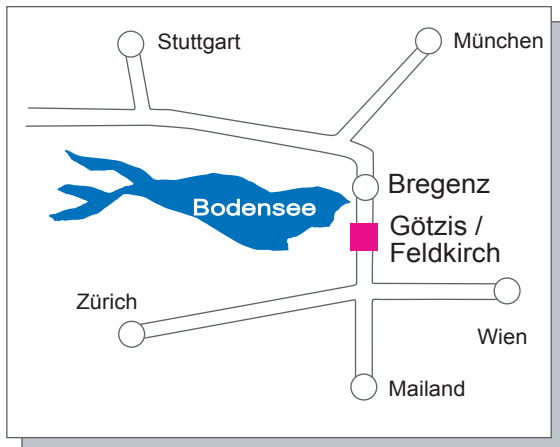 Stuttgart
München
Bregenz
Bodensee
Götzis /
Feldkirch
Zürich
Wien
Mailand